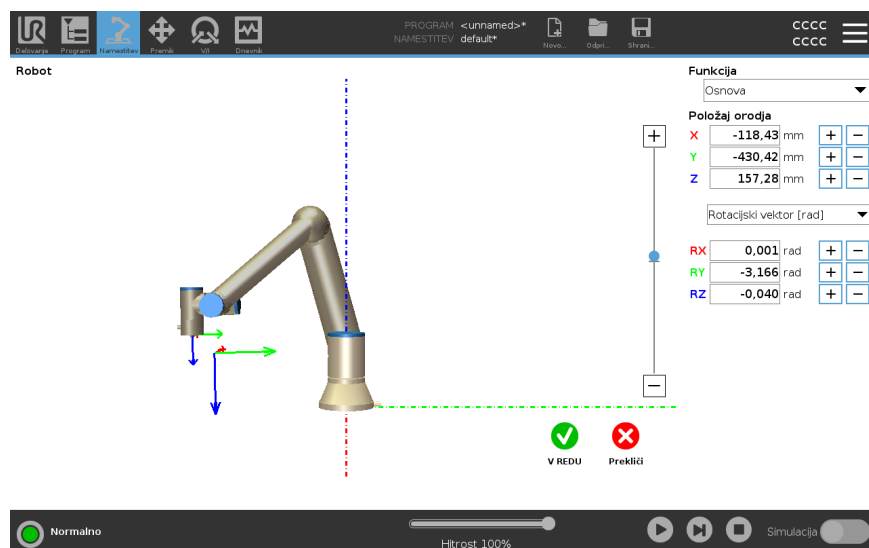 UR
Delovanje
Program
Namestitev
Premik
V/I
Dnevnik
PROGRAM <unnamed>*
NAMESTITEV default*
Novo...
Odpri...
Shrani...
cccc
cccc
Robot
Funkcija
Osnova
Položaj orodja
X -118,43 mm + −
Y -430,42 mm + −
Z 157,28 mm + −
Rotacijski vektor [rad]
RX 0,001 rad + −
RY -3,166 rad + −
RZ -0,040 rad + −
+
−
V REDU
Prekliči
Normalno
Hitrost 100%
Simulacija